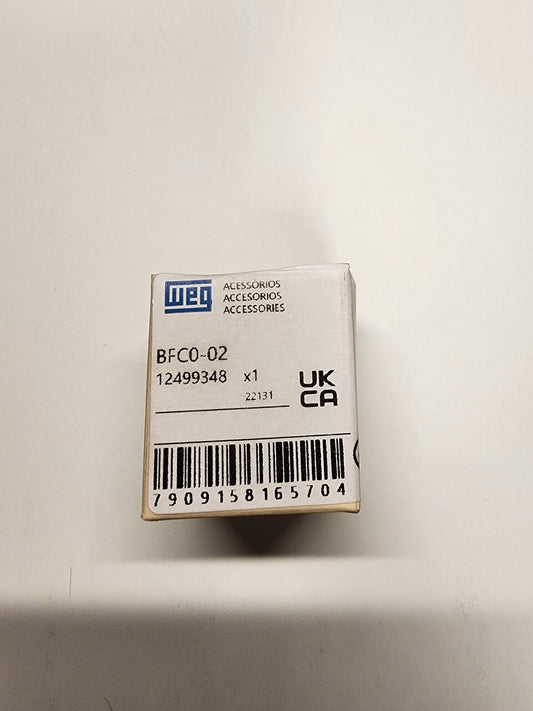 WEG
ACESSÓRIOS
ACCESORIOS
ACCESSORIES
BFC0-02
12499348 x1
22131
UK
CA
7909158165704